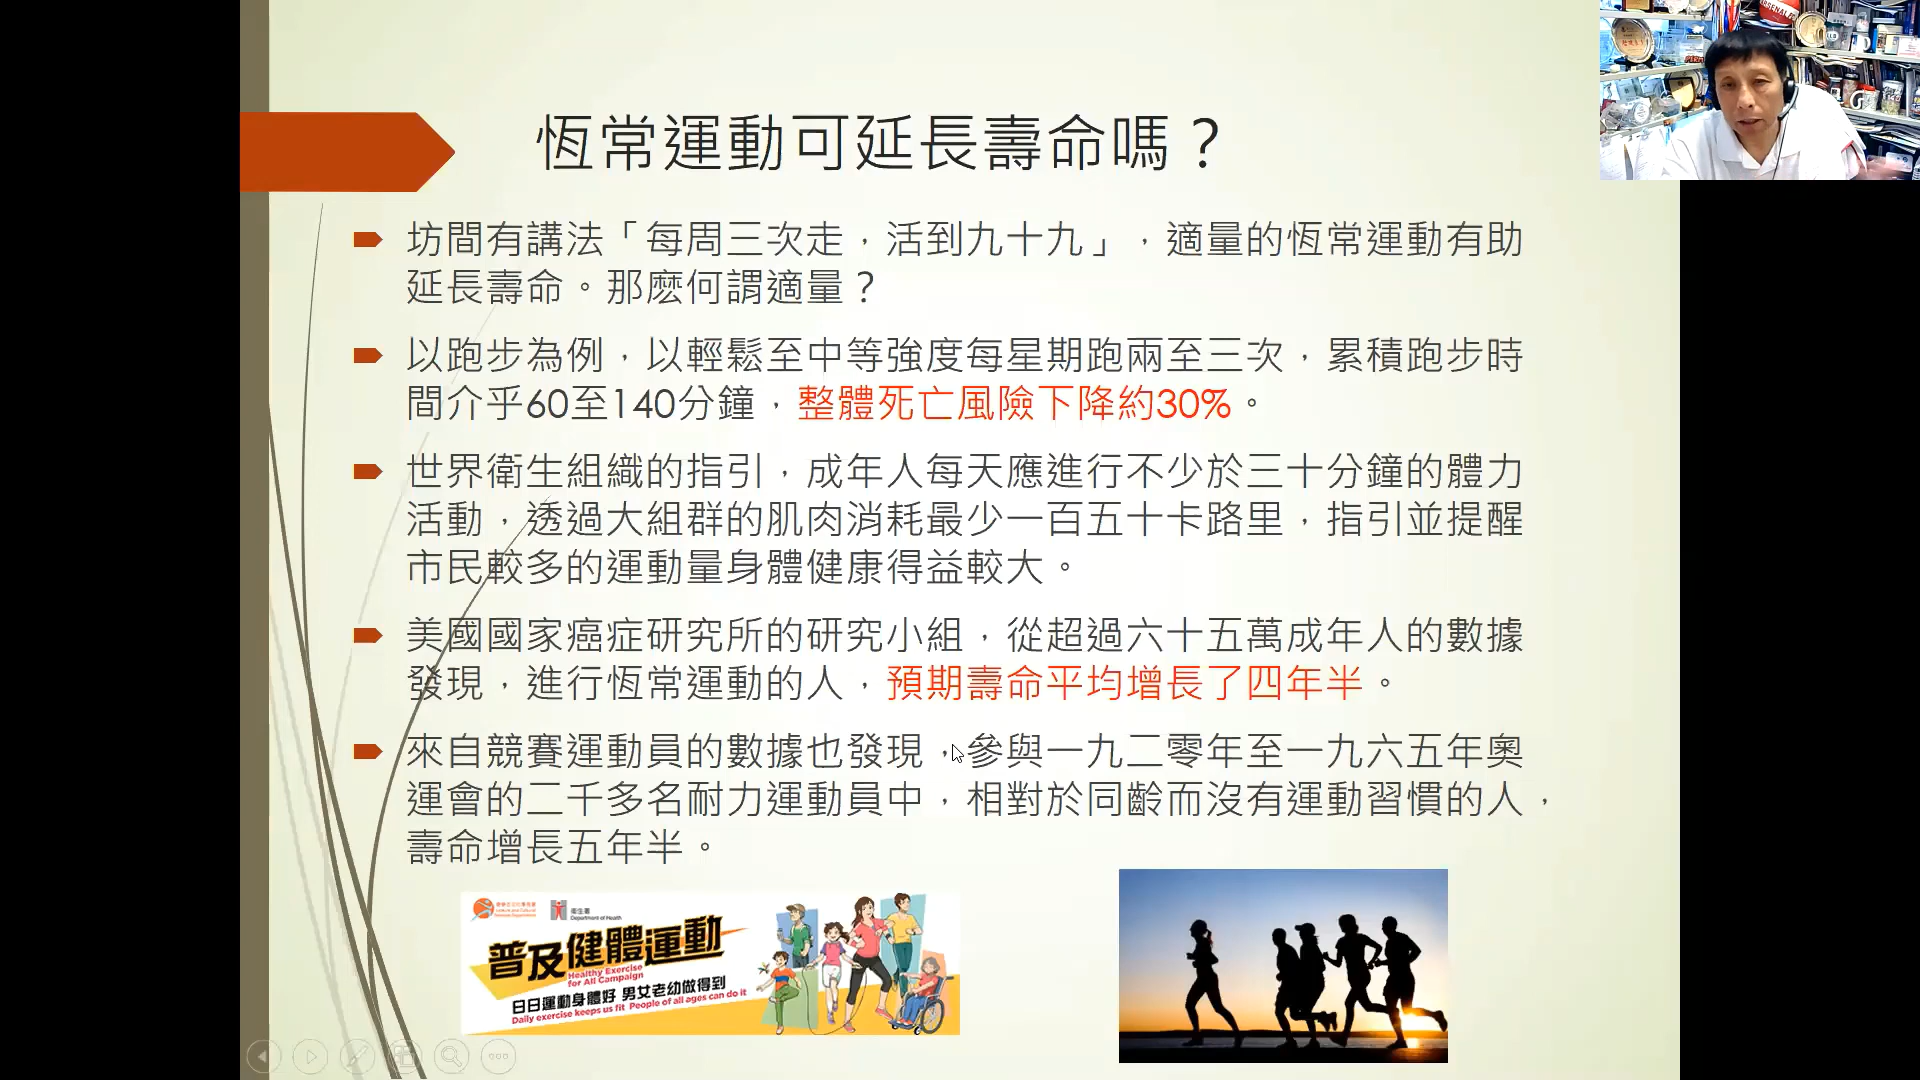 恆常運動可延長壽命嗎？
坊間有講法「每周三次走，活到九十九」，適量的恆常運動有助
延長壽命。那麽何謂適量？
以跑步為例，以輕鬆至中等強度每星期跑兩至三次，累積跑步時
間介乎60至140分鐘，整體死亡風險下降約30%。
世界衛生組織的指引，成年人每天應進行不少於三十分鐘的體力
活動，透過大組群的肌肉消耗最少一百五十卡路里，指引並提醒
市民較多的運動量身體健康得益較大。
美國國家癌症研究所的研究小組，從超過六十五萬成年人的數據
發現，進行恆常運動的人，預期壽命平均增長了四年半。
來自競賽運動員的數據也發現，參與一九二零年至一九六五年奧
運會的二千多名耐力運動員中，相對於同齡而沒有運動習慣的人，
壽命增長五年半。
衞生署
Department of Health
普及健體運動
Healthy Exercise
for All Campaign
日日運動身體好 男女老幼做得到
Daily exercise keeps us fit People of all ages can do it